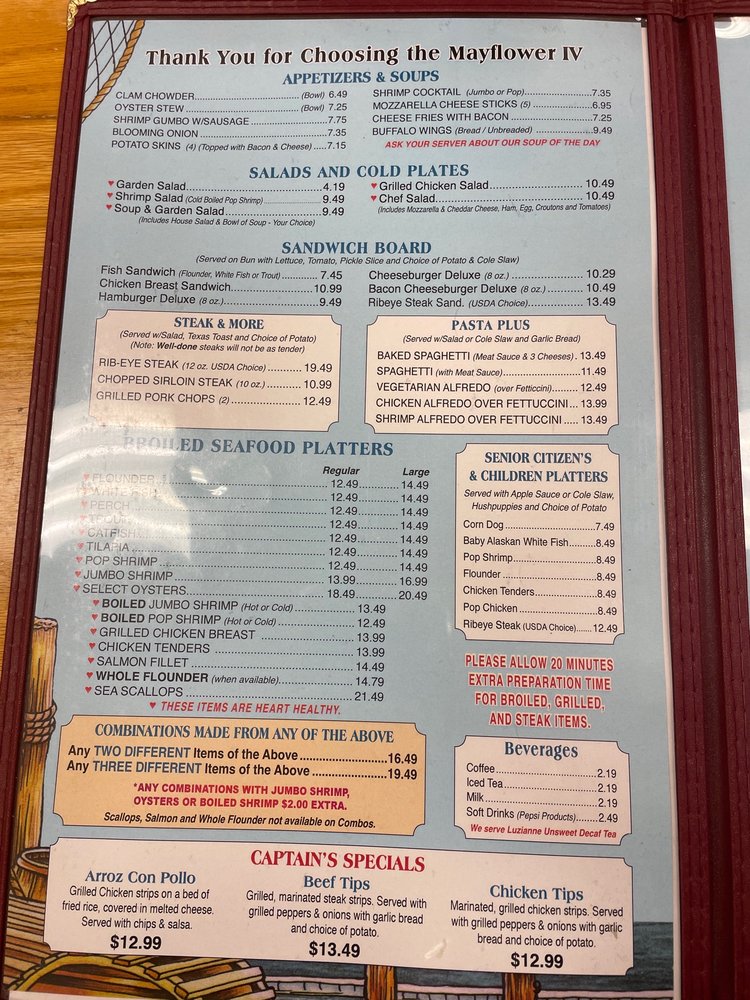 Thank You for Choosing the Mayflower IV
APPETIZERS & SOUPS
CLAM CHOWDER (Bowl) 6.49
OYSTER STEW (Bowl) 7.25
SHRIMP GUMBO W/SAUSAGE 7.75
BLOOMING ONION 7.35
POTATO SKINS (4) (Topped with Bacon & Cheese) 7.15
SHRIMP COCKTAIL (Jumbo or Pop) 7.35
MOZZARELLA CHEESE STICKS (5) 6.95
CHEESE FRIES WITH BACON 7.25
BUFFALO WINGS (Bread / Unbreaded) 9.49
ASK YOUR SERVER ABOUT OUR SOUP OF THE DAY
SALADS AND COLD PLATES
♥ Garden Salad 4.19
♥ Shrimp Salad (Cold Boiled Pop Shrimp) 9.49
♥ Soup & Garden Salad 9.49
(Includes House Salad & Bowl of Soup - Your Choice)
♥ Grilled Chicken Salad 10.49
♥ Chef Salad 10.49
(Includes Mozzarella & Cheddar Cheese, Ham, Egg, Croutons and Tomatoes)
SANDWICH BOARD
(Served on Bun with Lettuce, Tomato, Pickle Slice and Choice of Potato & Cole Slaw)
Fish Sandwich (Flounder, White Fish or Trout) 7.45
Chicken Breast Sandwich 10.99
Hamburger Deluxe (8 oz.) 9.49
Cheeseburger Deluxe (8 oz.) 10.29
Bacon Cheeseburger Deluxe (8 oz.) 10.49
Ribeye Steak Sand. (USDA Choice) 13.49
STEAK & MORE
(Served w/Salad, Texas Toast and Choice of Potato)
(Note: Well-done steaks will not be as tender)
RIB-EYE STEAK (12 oz. USDA Choice) 19.49
CHOPPED SIRLOIN STEAK (10 oz.) 10.99
GRILLED PORK CHOPS (2) 12.49
PASTA PLUS
(Served w/Salad or Cole Slaw and Garlic Bread)
BAKED SPAGHETTI (Meat Sauce & 3 Cheeses) 13.49
SPAGHETTI (with Meat Sauce) 11.49
VEGETARIAN ALFREDO (over Fetticcini) 12.49
CHICKEN ALFREDO OVER FETTUCCINI 13.99
SHRIMP ALFREDO OVER FETTUCCINI 13.49
BROILED SEAFOOD PLATTERS
Regular Large
♥ FLOUNDER 12.49 14.49
♥ WHITE FISH 12.49 14.49
♥ PERCH 12.49 14.49
♥ TROUT 12.49 14.49
♥ CATFISH 12.49 14.49
♥ TILAPIA 12.49 14.49
♥ POP SHRIMP 12.49 14.49
♥ JUMBO SHRIMP 13.99 16.99
♥ SELECT OYSTERS 18.49 20.49
♥ BOILED JUMBO SHRIMP (Hot or Cold) 13.49
♥ BOILED POP SHRIMP (Hot or Cold) 12.49
♥ GRILLED CHICKEN BREAST 13.99
♥ CHICKEN TENDERS 13.99
♥ SALMON FILLET 14.49
♥ WHOLE FLOUNDER (when available) 14.79
♥ SEA SCALLOPS 21.49
♥ THESE ITEMS ARE HEART HEALTHY.
SENIOR CITIZEN'S
& CHILDREN PLATTERS
Served with Apple Sauce or Cole Slaw,
Hushpuppies and Choice of Potato
Corn Dog 7.49
Baby Alaskan White Fish 8.49
Pop Shrimp 8.49
Flounder 8.49
Chicken Tenders 8.49
Pop Chicken 8.49
Ribeye Steak (USDA Choice) 12.49
PLEASE ALLOW 20 MINUTES
EXTRA PREPARATION TIME
FOR BROILED, GRILLED,
AND STEAK ITEMS.
COMBINATIONS MADE FROM ANY OF THE ABOVE
Any TWO DIFFERENT Items of the Above 16.49
Any THREE DIFFERENT Items of the Above 19.49
*ANY COMBINATIONS WITH JUMBO SHRIMP,
OYSTERS OR BOILED SHRIMP $2.00 EXTRA.
Scallops, Salmon and Whole Flounder not available on Combos.
Beverages
Coffee 2.19
Iced Tea 2.19
Milk 2.19
Soft Drinks (Pepsi Products) 2.49
We serve Luzianne Unsweet Decaf Tea
CAPTAIN'S SPECIALS
Arroz Con Pollo
Grilled Chicken strips on a bed of
fried rice, covered in melted cheese.
Served with chips & salsa.
$12.99
Beef Tips
Grilled, marinated steak strips. Served with
grilled peppers & onions with garlic bread
and choice of potato.
$13.49
Chicken Tips
Marinated, grilled chicken strips. Served
with grilled peppers & onions with garlic
bread and choice of potato.
$12.99